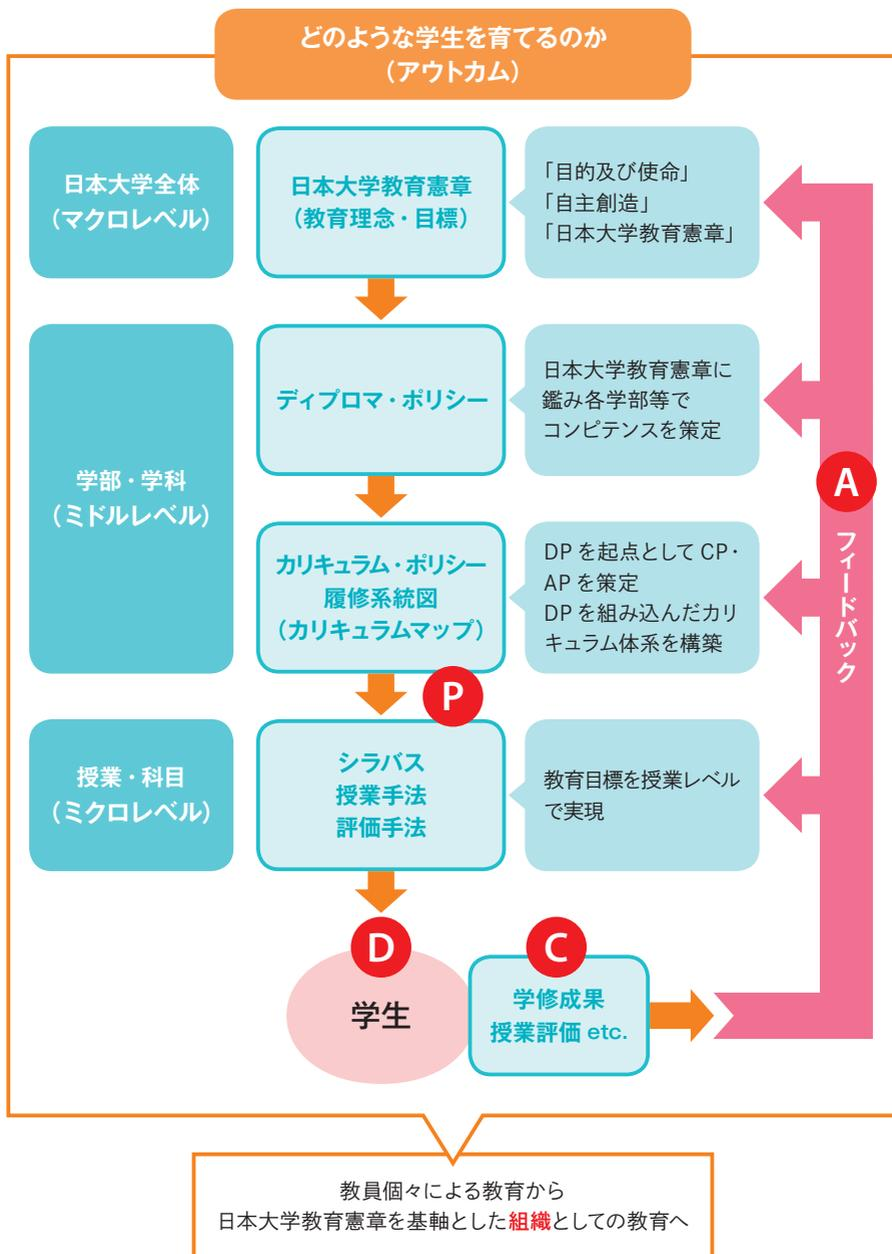 どのような学生を育てるのか
（アウトカム）
日本大学全体
（マクロレベル）
日本大学教育憲章
（教育理念・目標）
「目的及び使命」
「自主創造」
「日本大学教育憲章」
学部・学科
（ミドルレベル）
ディプロマ・ポリシー
日本大学教育憲章に
鑑み各学部等で
コンピテンスを策定
A
フィードバック
カリキュラム・ポリシー
履修系統図
（カリキュラムマップ）
DP を起点として CP・
AP を策定
DP を組み込んだカリ
キュラム体系を構築
P
授業・科目
（ミクロレベル）
シラバス
授業手法
評価手法
教育目標を授業レベル
で実現
D
学生
C
学修成果
授業評価 etc.
教員個々による教育から
日本大学教育憲章を基軸とした組織としての教育へ